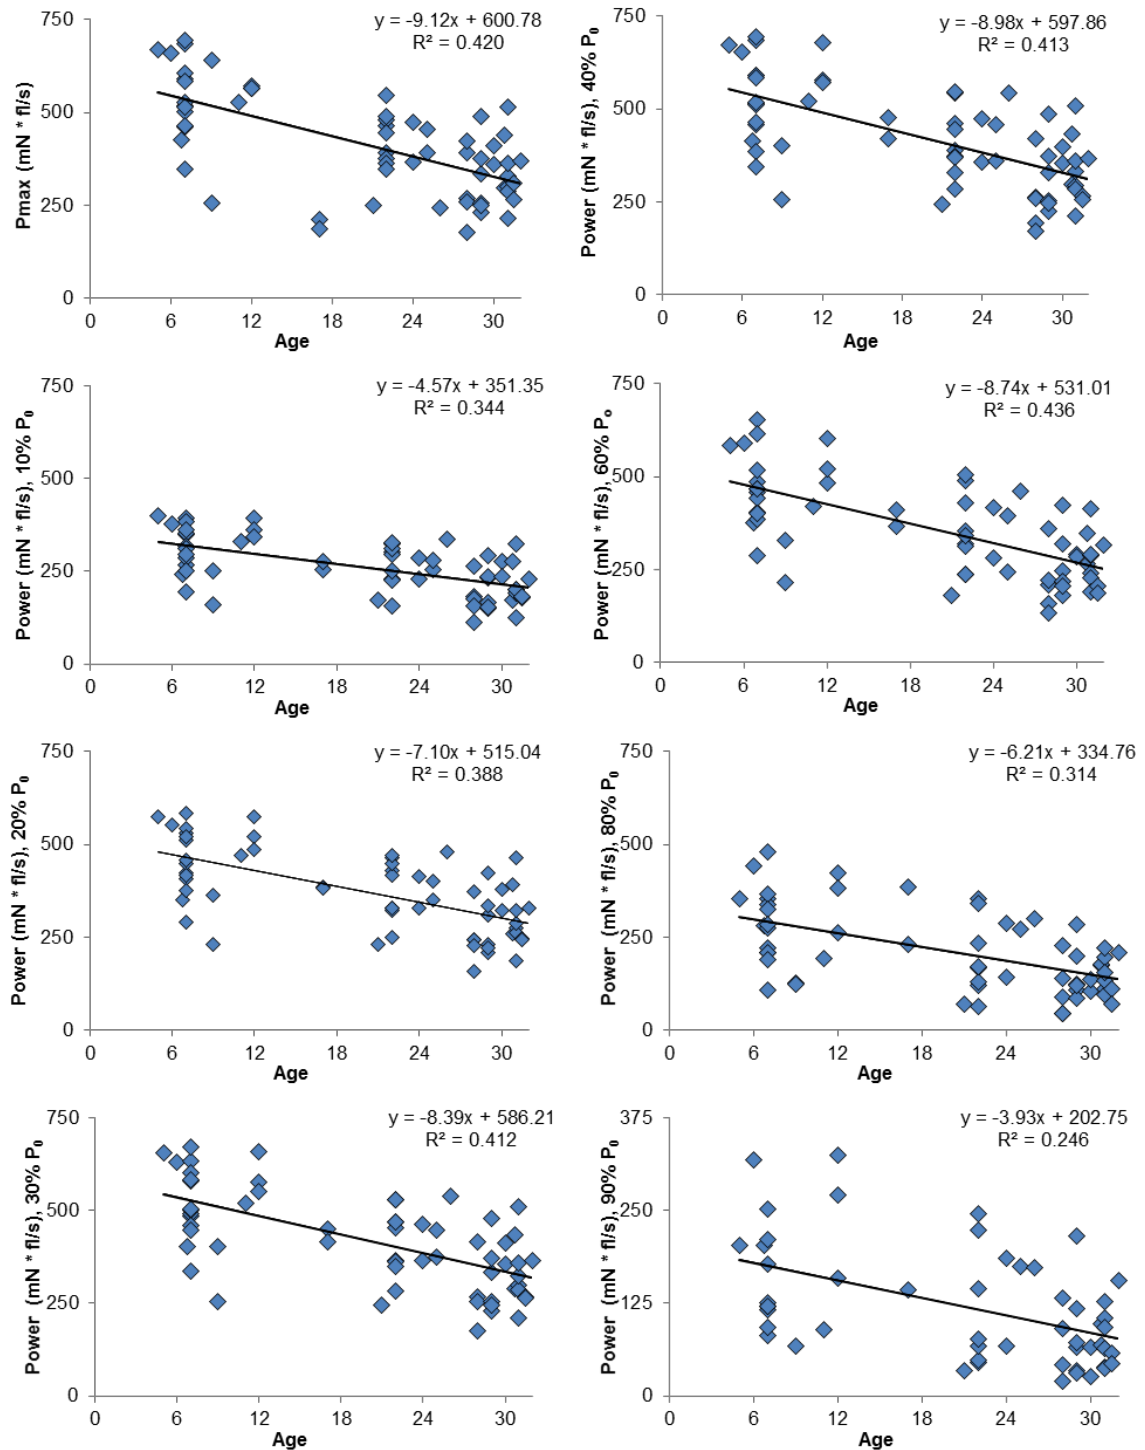 y = -9.12x + 600.78
R² = 0.420
Pmax (mN * fl/s)
750
500
250
0
0 6 12 18 24 30
Age
y = -8.98x + 597.86
R² = 0.413
Power (mN * fl/s), 40% P₀
750
500
250
0
0 6 12 18 24 30
Age
y = -4.57x + 351.35
R² = 0.344
Power (mN * fl/s), 10% P₀
750
500
250
0
0 6 12 18 24 30
Age
y = -8.74x + 531.01
R² = 0.436
Power (mN * fl/s), 60% Pₒ
750
500
250
0
0 6 12 18 24 30
Age
y = -7.10x + 515.04
R² = 0.388
Power (mN * fl/s), 20% P₀
750
500
250
0
0 6 12 18 24 30
Age
y = -6.21x + 334.76
R² = 0.314
Power (mN * fl/s), 80% P₀
750
500
250
0
0 6 12 18 24 30
Age
y = -8.39x + 586.21
R² = 0.412
Power (mN * fl/s), 30% P₀
750
500
250
0
0 6 12 18 24 30
Age
y = -3.93x + 202.75
R² = 0.246
Power (mN * fl/s), 90% P₀
375
250
125
0
0 6 12 18 24 30
Age